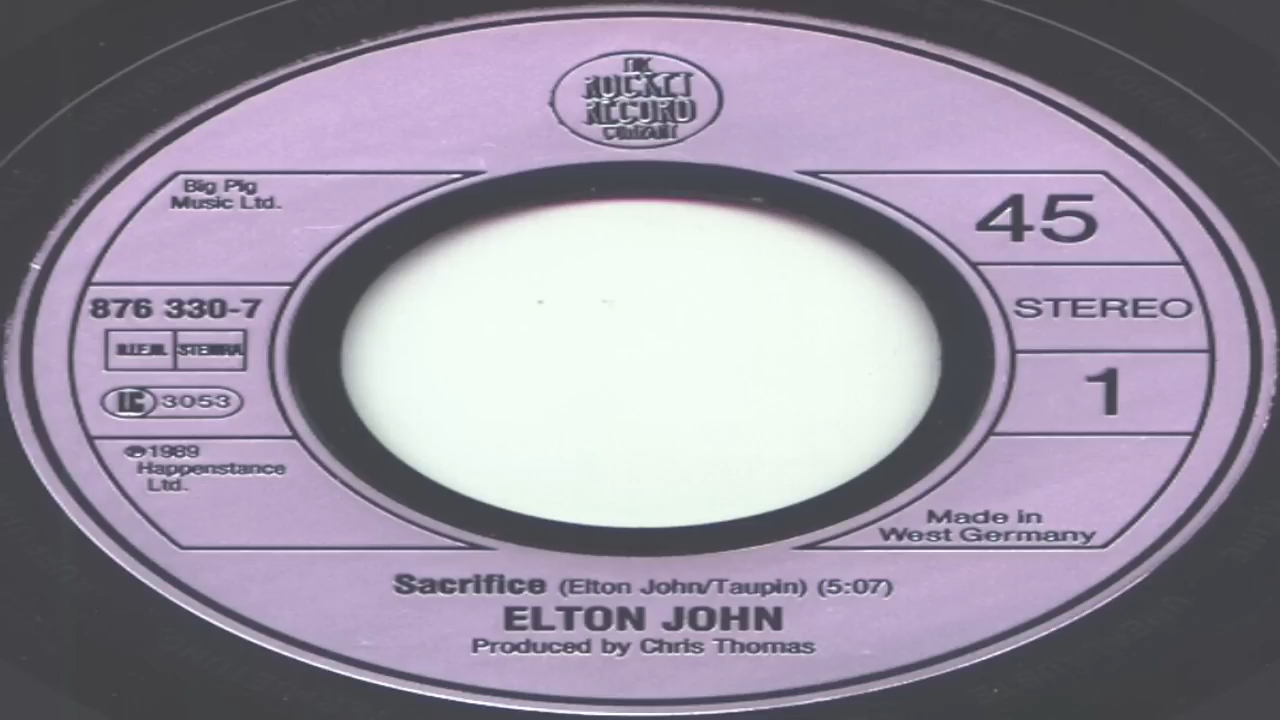 THE
ROCKET
RECORD
COMPANY
Big Pig
Music Ltd.
876 330-7
B.I.E.M. STEMRA
LC 3053
℗1989
Happenstance
Ltd.
45
STEREO
1
Made in
West Germany
Sacrifice (Elton John/Taupin) (5:07)
ELTON JOHN
Produced by Chris Thomas